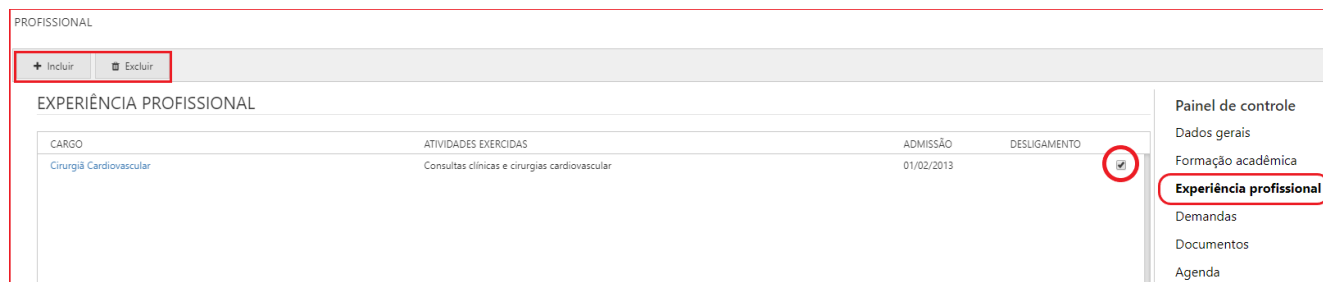 PROFISSIONAL
+ Incluir Excluir
EXPERIÊNCIA PROFISSIONAL
CARGO ATIVIDADES EXERCIDAS ADMISSÃO DESLIGAMENTO
Cirurgiã Cardiovascular Consultas clínicas e cirurgias cardiovascular 01/02/2013
Painel de controle
Dados gerais
Formação acadêmica
Experiência profissional
Demandas
Documentos
Agenda